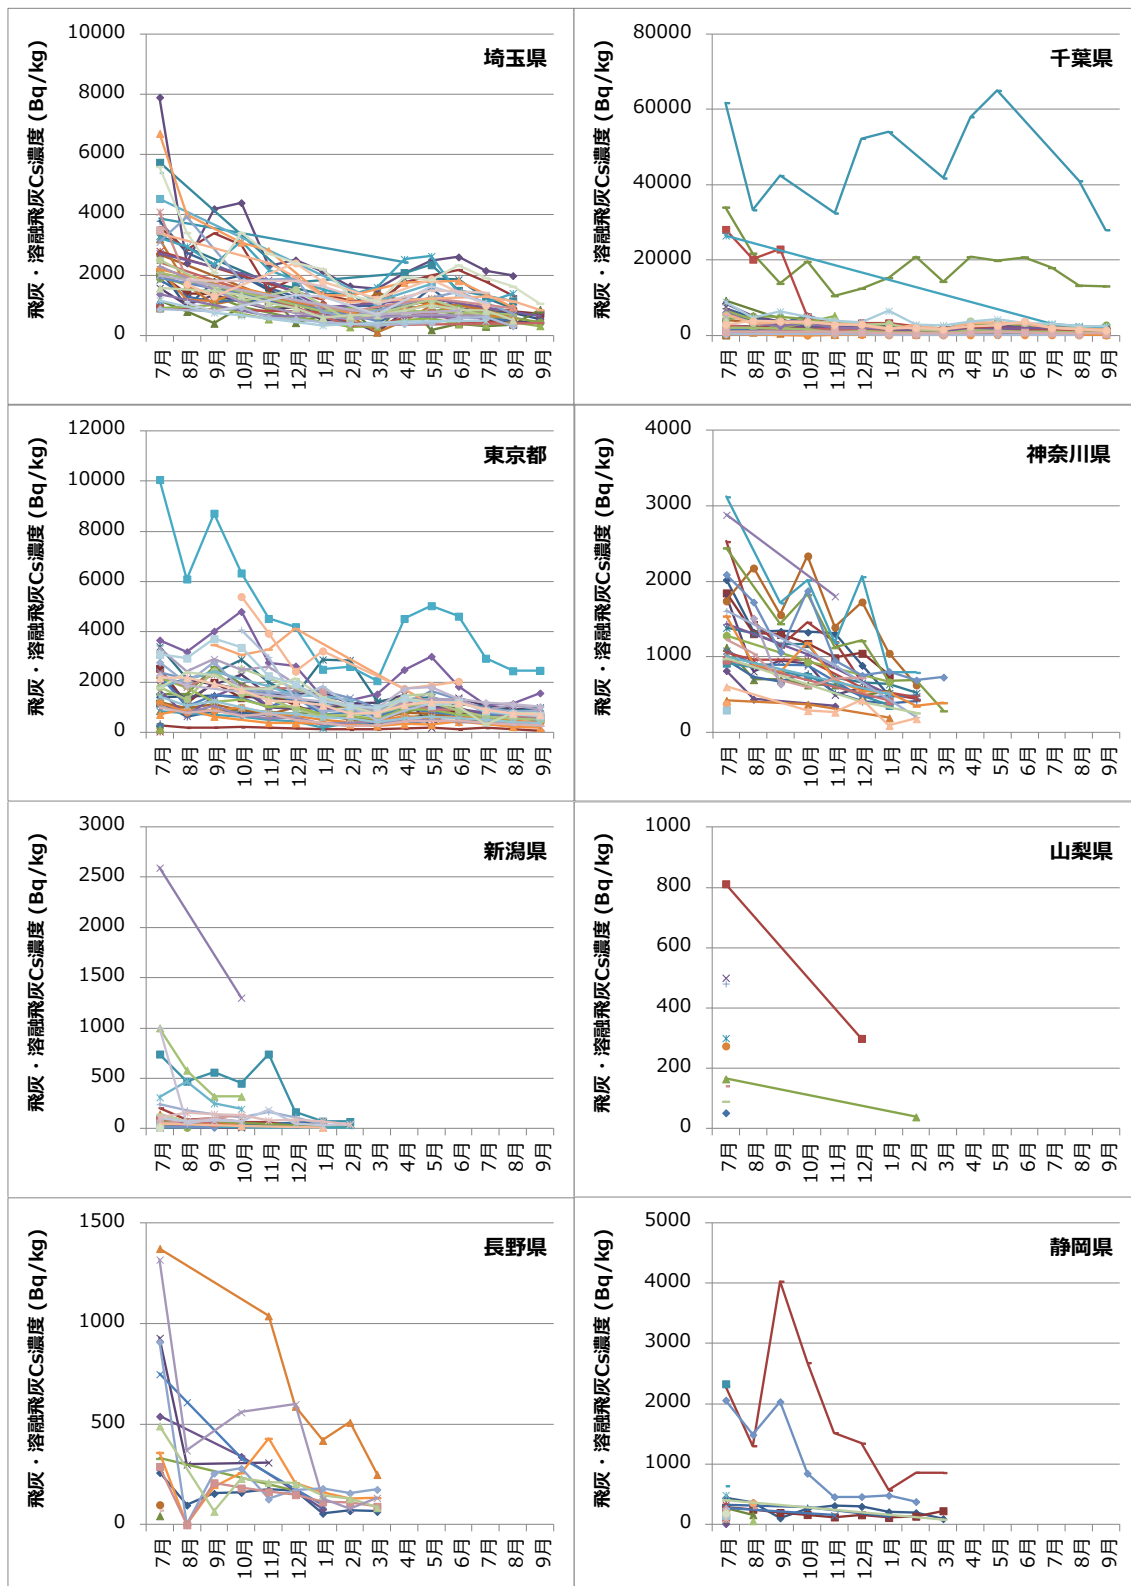 埼玉県
飛灰・溶融飛灰Cs濃度 (Bq/kg)
10000
8000
6000
4000
2000
0
7月 8月 9月 10月 11月 12月 1月 2月 3月 4月 5月 6月 7月 8月 9月
千葉県
飛灰・溶融飛灰Cs濃度 (Bq/kg)
80000
60000
40000
20000
0
7月 8月 9月 10月 11月 12月 1月 2月 3月 4月 5月 6月 7月 8月 9月
東京都
飛灰・溶融飛灰Cs濃度 (Bq/kg)
12000
10000
8000
6000
4000
2000
0
7月 8月 9月 10月 11月 12月 1月 2月 3月 4月 5月 6月 7月 8月 9月
神奈川県
飛灰・溶融飛灰Cs濃度 (Bq/kg)
4000
3000
2000
1000
0
7月 8月 9月 10月 11月 12月 1月 2月 3月 4月 5月 6月 7月 8月 9月
新潟県
飛灰・溶融飛灰Cs濃度 (Bq/kg)
3000
2500
2000
1500
1000
500
0
7月 8月 9月 10月 11月 12月 1月 2月 3月 4月 5月 6月 7月 8月 9月
山梨県
飛灰・溶融飛灰Cs濃度 (Bq/kg)
1000
800
600
400
200
0
7月 8月 9月 10月 11月 12月 1月 2月 3月 4月 5月 6月 7月 8月 9月
長野県
飛灰・溶融飛灰Cs濃度 (Bq/kg)
1500
1000
500
0
7月 8月 9月 10月 11月 12月 1月 2月 3月 4月 5月 6月 7月 8月 9月
静岡県
飛灰・溶融飛灰Cs濃度 (Bq/kg)
5000
4000
3000
2000
1000
0
7月 8月 9月 10月 11月 12月 1月 2月 3月 4月 5月 6月 7月 8月 9月